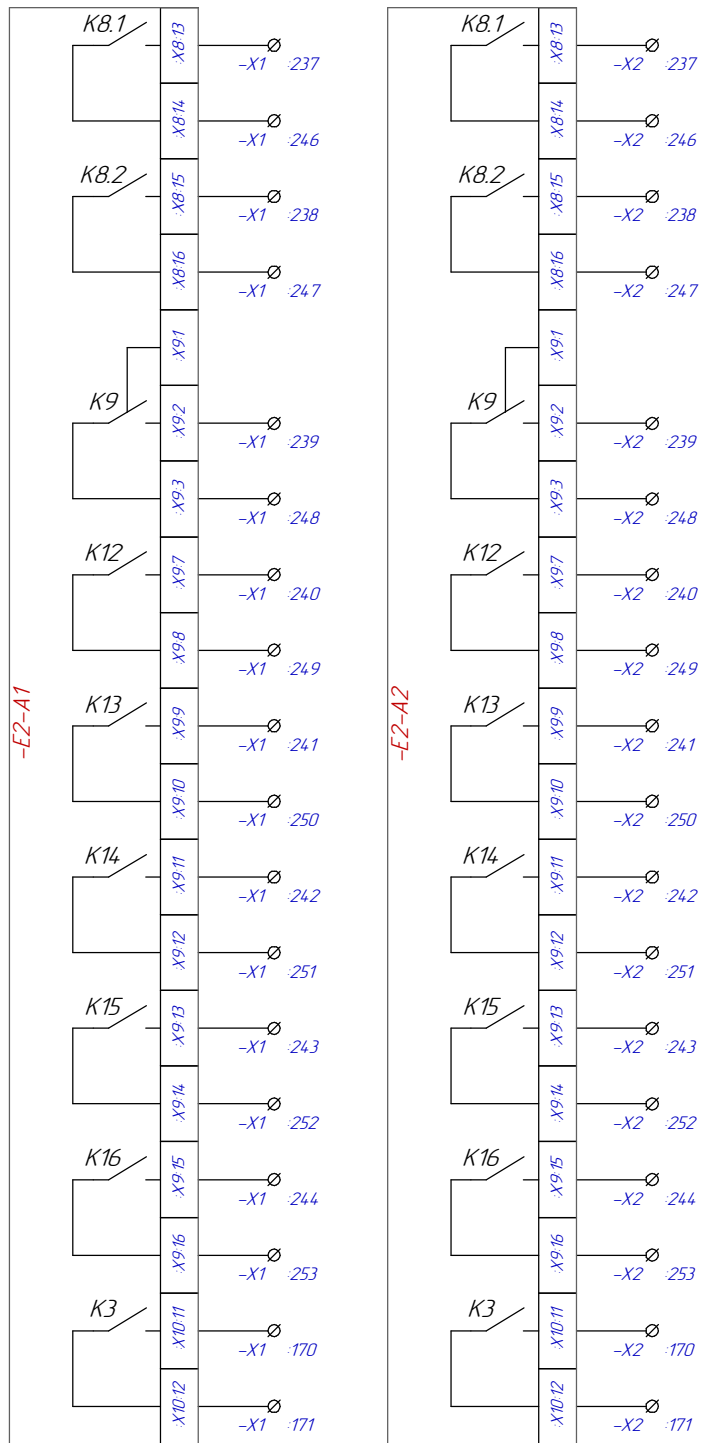 -E2-A1
K8.1 :X8:13 -X1 :237
:X8:14 -X1 :246
K8.2 :X8:15 -X1 :238
:X8:16 -X1 :247
:X9:1
K9 :X9:2 -X1 :239
:X9:3 -X1 :248
K12 :X9:7 -X1 :240
:X9:8 -X1 :249
K13 :X9:9 -X1 :241
:X9:10 -X1 :250
K14 :X9:11 -X1 :242
:X9:12 -X1 :251
K15 :X9:13 -X1 :243
:X9:14 -X1 :252
K16 :X9:15 -X1 :244
:X9:16 -X1 :253
K3 :X10:11 -X1 :170
:X10:12 -X1 :171
-E2-A2
K8.1 :X8:13 -X2 :237
:X8:14 -X2 :246
K8.2 :X8:15 -X2 :238
:X8:16 -X2 :247
:X9:1
K9 :X9:2 -X2 :239
:X9:3 -X2 :248
K12 :X9:7 -X2 :240
:X9:8 -X2 :249
K13 :X9:9 -X2 :241
:X9:10 -X2 :250
K14 :X9:11 -X2 :242
:X9:12 -X2 :251
K15 :X9:13 -X2 :243
:X9:14 -X2 :252
K16 :X9:15 -X2 :244
:X9:16 -X2 :253
K3 :X10:11 -X2 :170
:X10:12 -X2 :171